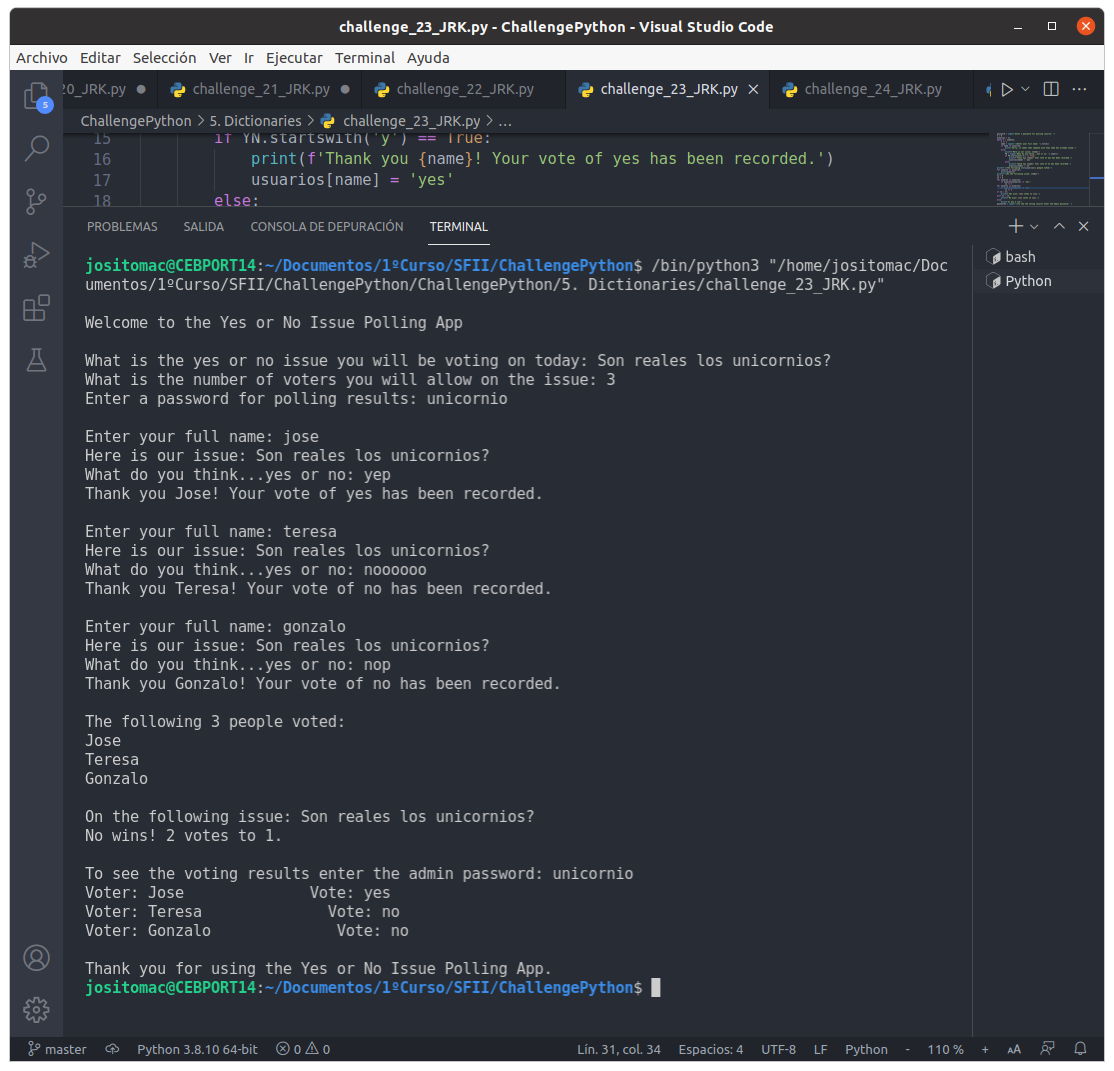 challenge_23_JRK.py - ChallengePython - Visual Studio Code
Archivo Editar Selección Ver Ir Ejecutar Terminal Ayuda
20_JRK.py challenge_21_JRK.py challenge_22_JRK.py challenge_23_JRK.py challenge_24_JRK.py
5
ChallengePython > 5. Dictionaries > challenge_23_JRK.py > ...
15 if YN.startswith('y') == True:
16 print(f'Thank you {name}! Your vote of yes has been recorded.')
17 usuarios[name] = 'yes'
18 else:
PROBLEMAS SALIDA CONSOLA DE DEPURACIÓN TERMINAL
bash
Python
jositomac@CEBPORT14:~/Documentos/1ºCurso/SFII/ChallengePython$ /bin/python3 "/home/jositomac/Doc
umentos/1ºCurso/SFII/ChallengePython/ChallengePython/5. Dictionaries/challenge_23_JRK.py"
Welcome to the Yes or No Issue Polling App
What is the yes or no issue you will be voting on today: Son reales los unicornios?
What is the number of voters you will allow on the issue: 3
Enter a password for polling results: unicornio
Enter your full name: jose
Here is our issue: Son reales los unicornios?
What do you think...yes or no: yep
Thank you Jose! Your vote of yes has been recorded.
Enter your full name: teresa
Here is our issue: Son reales los unicornios?
What do you think...yes or no: noooooo
Thank you Teresa! Your vote of no has been recorded.
Enter your full name: gonzalo
Here is our issue: Son reales los unicornios?
What do you think...yes or no: nop
Thank you Gonzalo! Your vote of no has been recorded.
The following 3 people voted:
Jose
Teresa
Gonzalo
On the following issue: Son reales los unicornios?
No wins! 2 votes to 1.
To see the voting results enter the admin password: unicornio
Voter: Jose Vote: yes
Voter: Teresa Vote: no
Voter: Gonzalo Vote: no
Thank you for using the Yes or No Issue Polling App.
jositomac@CEBPORT14:~/Documentos/1ºCurso/SFII/ChallengePython$
master Python 3.8.10 64-bit 0 0 Lín. 31, col. 34 Espacios: 4 UTF-8 LF Python - 110 % + AA